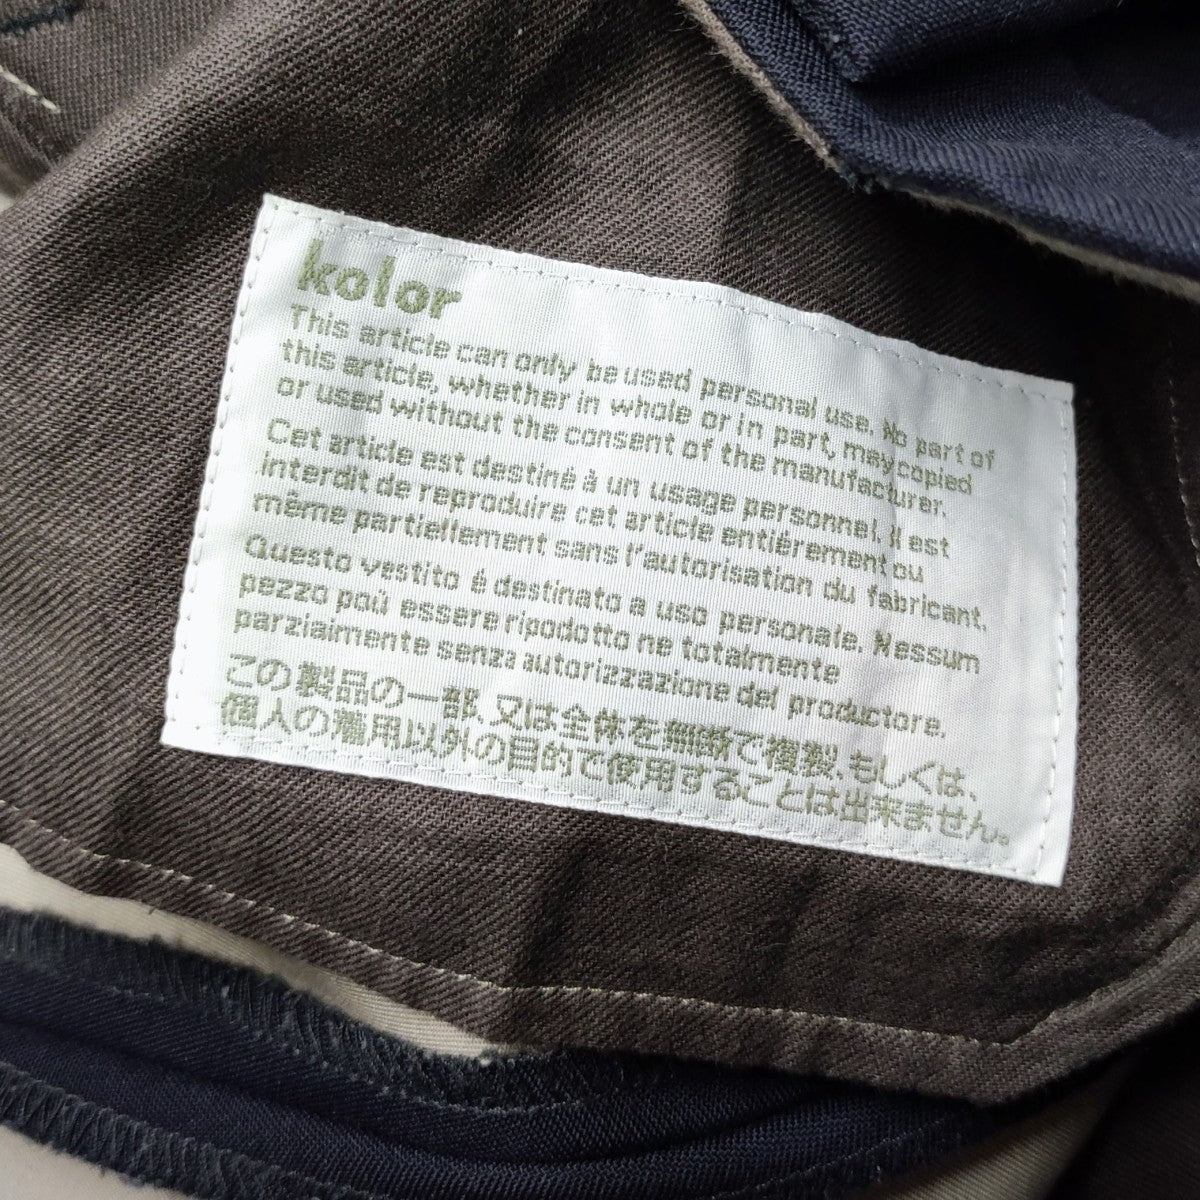 kolor
This article can only be used personal use. No part of
this article, whether in whole or in part, may copied
or used without the consent of the manufacturer.
Cet article est destiné à un usage personnel. Il est
interdit de reproduire cet article entiérement ou
même partiellement sans l'autorisation du fabricant.
Questo vestito é destinato a uso personale. Nessum
pezzo poú essere ripodotto ne totalmente
parziaimente senza autorizzazione del productore.
この製品の一部、又は全体を無断で複製、もしくは、
個人の着用以外の目的で使用することは出来ません。